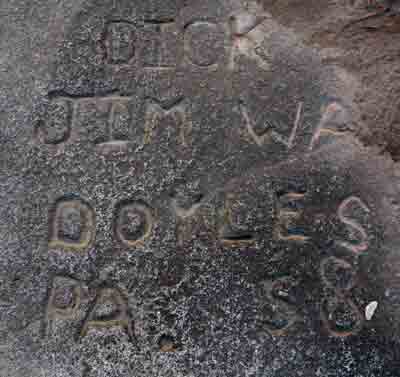 DICK
JIM WA
DOYLES
PA. 58